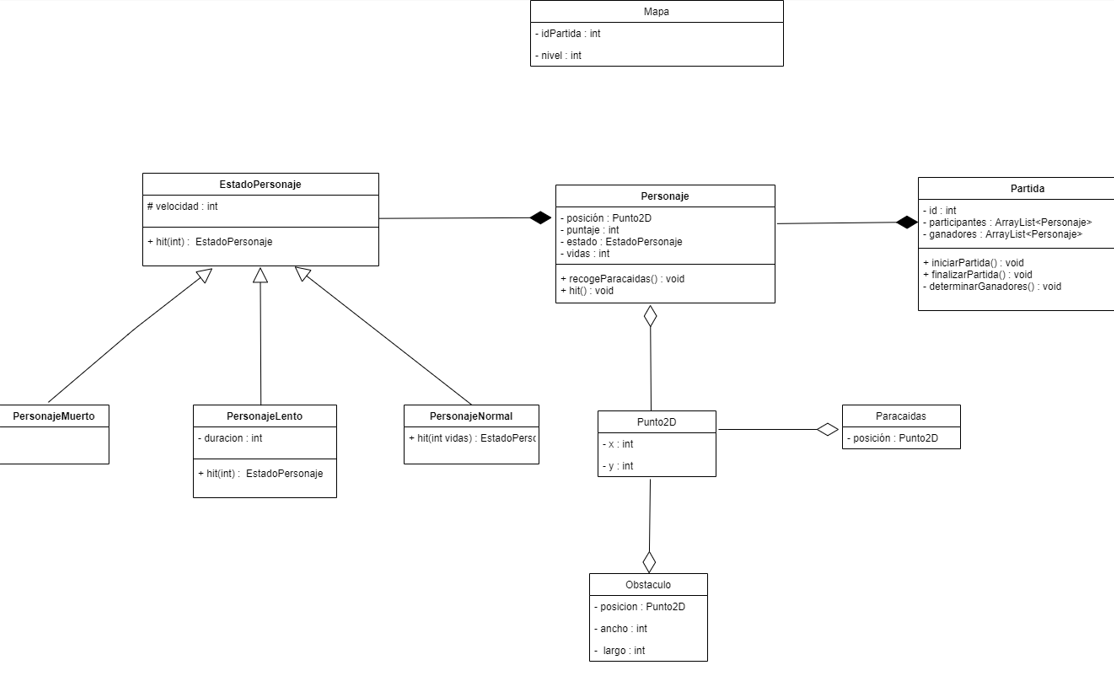 Mapa
- idPartida : int
- nivel : int
EstadoPersonaje
# velocidad : int
+ hit(int) : EstadoPersonaje
Personaje
- posición : Punto2D
- puntaje : int
- estado : EstadoPersonaje
- vidas : int
+ recogeParacaidas() : void
+ hit() : void
Partida
- id : int
- participantes : ArrayList<Personaje>
- ganadores : ArrayList<Personaje>
+ iniciarPartida() : void
+ finalizarPartida() : void
- determinarGanadores() : void
PersonajeMuerto
PersonajeLento
- duracion : int
+ hit(int) : EstadoPersonaje
PersonajeNormal
+ hit(int vidas) : EstadoPersc
Punto2D
- x : int
- y : int
Paracaidas
- posición : Punto2D
Obstaculo
- posicion : Punto2D
- ancho : int
- largo : int